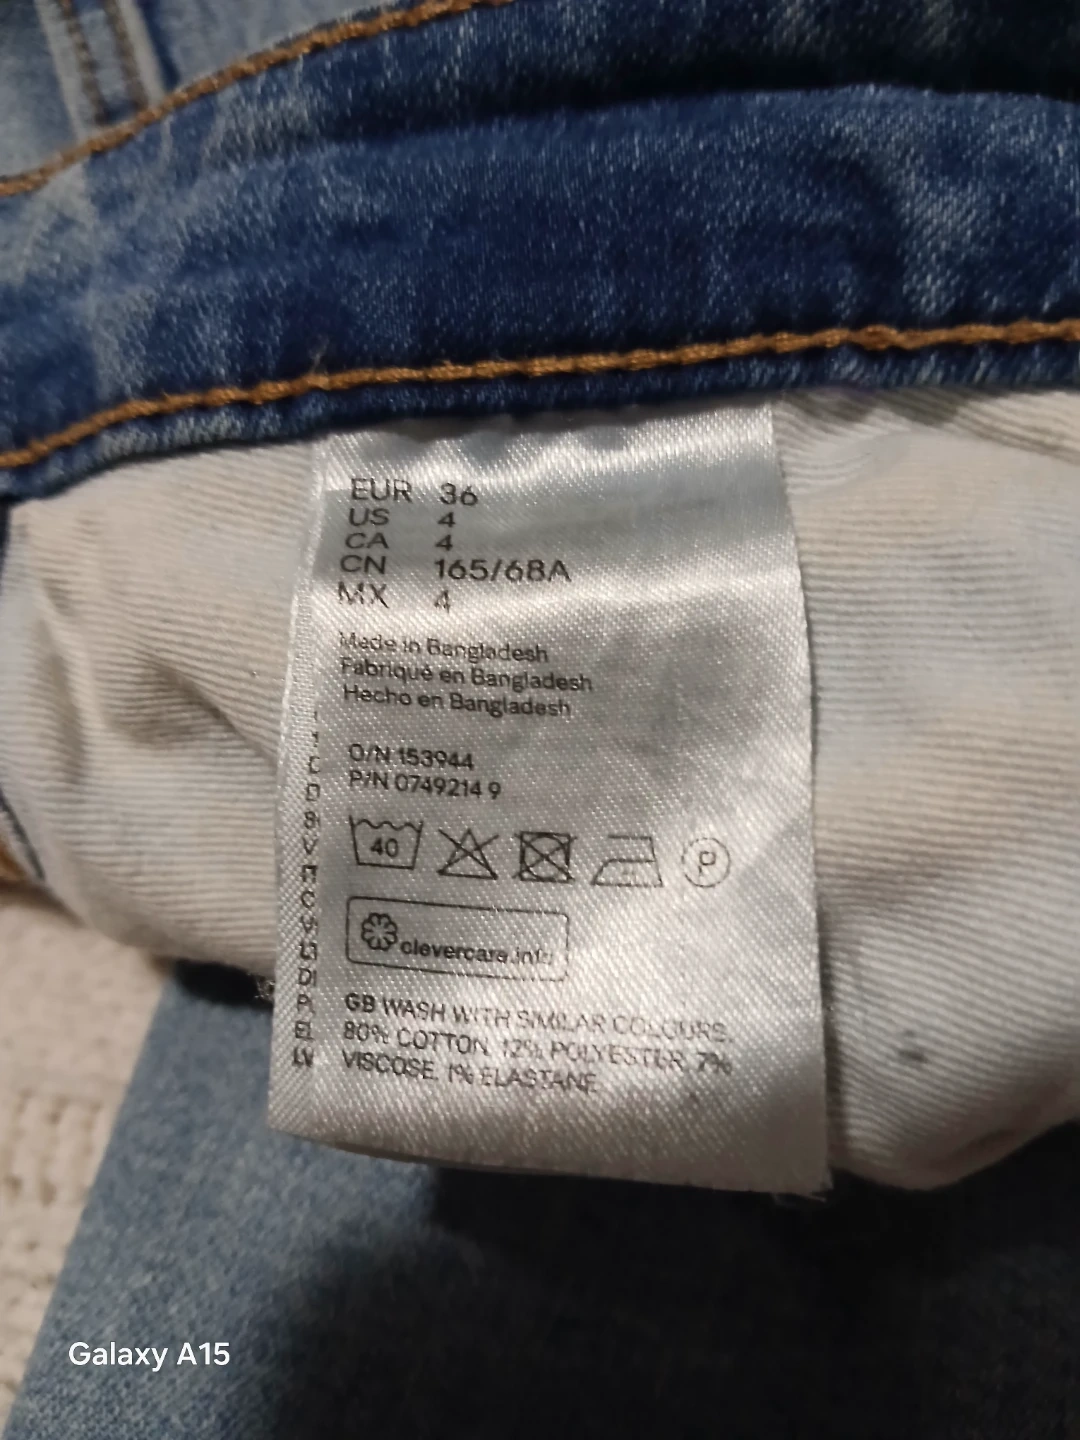 EUR 36
US 4
CA 4
CN 165/68A
MX 4
Made in Bangladesh
Fabriqué en Bangladesh
Hecho en Bangladesh
O/N 153944
P/N 0749214 9
40
P
clevercare.info
GB WASH WITH SIMILAR COLOURS.
80% COTTON, 12% POLYESTER, 7%
VISCOSE, 1% ELASTANE
Galaxy A15